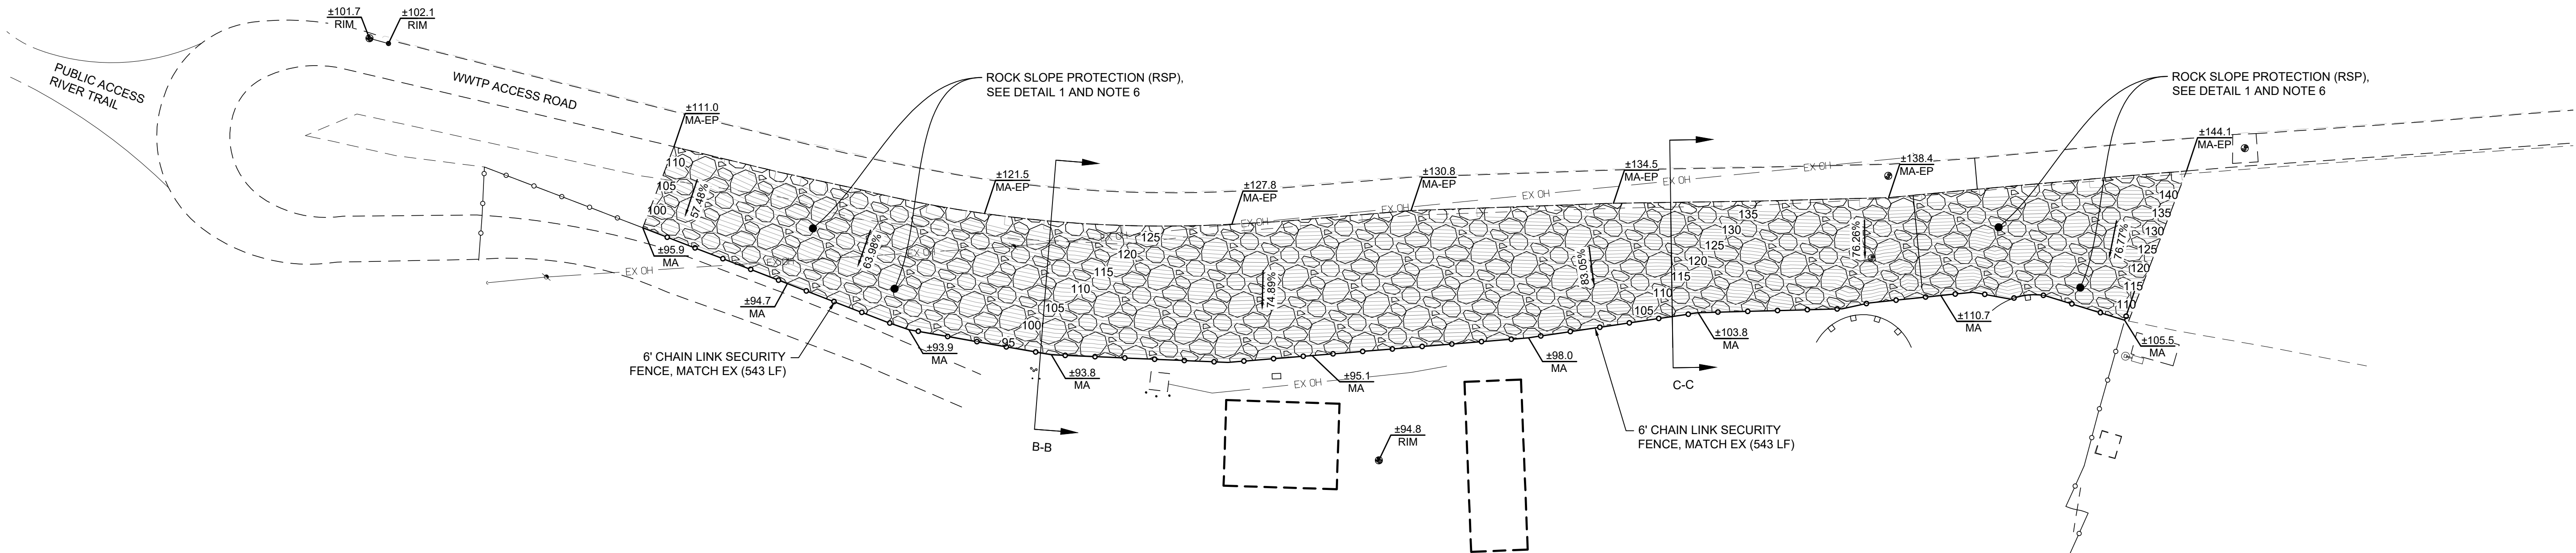 ±101.7
RIM
±102.1
RIM
PUBLIC ACCESS
RIVER TRAIL
WWTP ACCESS ROAD
±111.0
MA-EP
ROCK SLOPE PROTECTION (RSP),
SEE DETAIL 1 AND NOTE 6
±121.5
MA-EP
±127.8
MA-EP
±130.8
MA-EP
±134.5
MA-EP
±138.4
MA-EP
ROCK SLOPE PROTECTION (RSP),
SEE DETAIL 1 AND NOTE 6
±144.1
MA-EP
EX OH
EX OH
EX OH
EX OH
EX OH
EX OH
EX OH
EX OH
EX OH
EX OH
110
105
100
57.48%
63.98%
125
120
115
110
105
100
95
74.89%
83.05%
135
130
125
120
115
110
105
76.26%
76.77%
140
135
130
125
120
115
110
±95.9
MA
±94.7
MA
±93.9
MA
±93.8
MA
±95.1
MA
±98.0
MA
±103.8
MA
±110.7
MA
±105.5
MA
6' CHAIN LINK SECURITY
FENCE, MATCH EX (543 LF)
B-B
C-C
±94.8
RIM
6' CHAIN LINK SECURITY
FENCE, MATCH EX (543 LF)